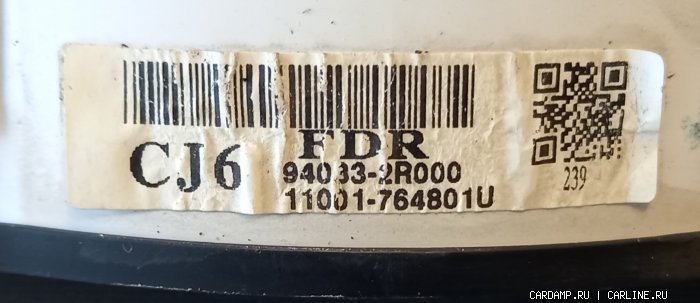 CJ6
FDR
94033-2R000
11001-764801U
239
CARDAMP.RU | CARLINE.RU